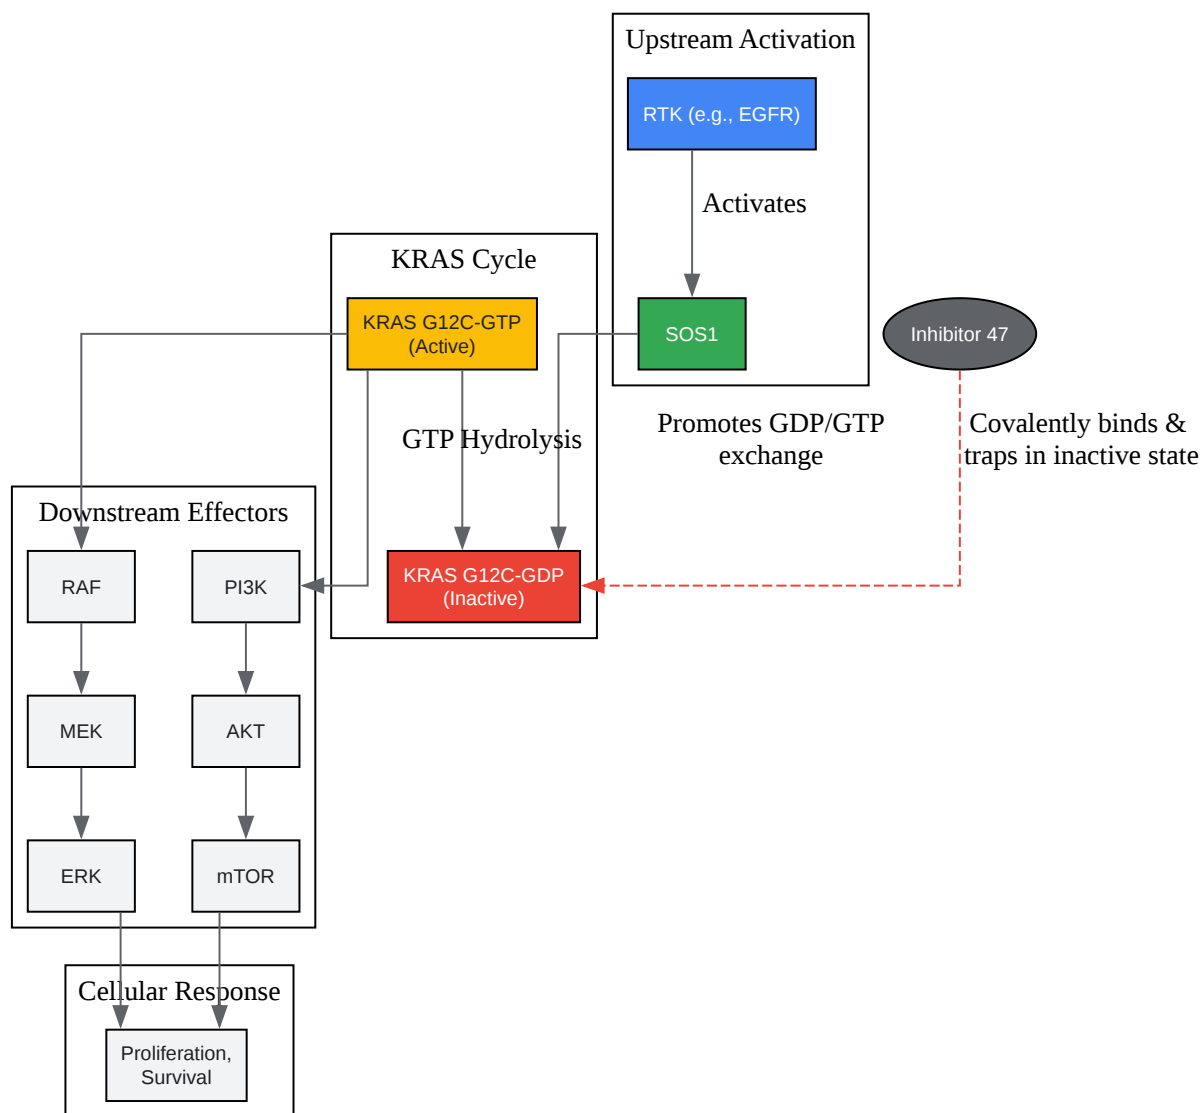 Upstream Activation
RTK (e.g., EGFR)
Activates
KRAS Cycle
KRAS G12C-GTP
(Active)
SOS1
Inhibitor 47
GTP Hydrolysis
Promotes GDP/GTP
exchange
Covalently binds &
traps in inactive state
Downstream Effectors
RAF
PI3K
KRAS G12C-GDP
(Inactive)
MEK
AKT
ERK
mTOR
Cellular Response
Proliferation,
Survival